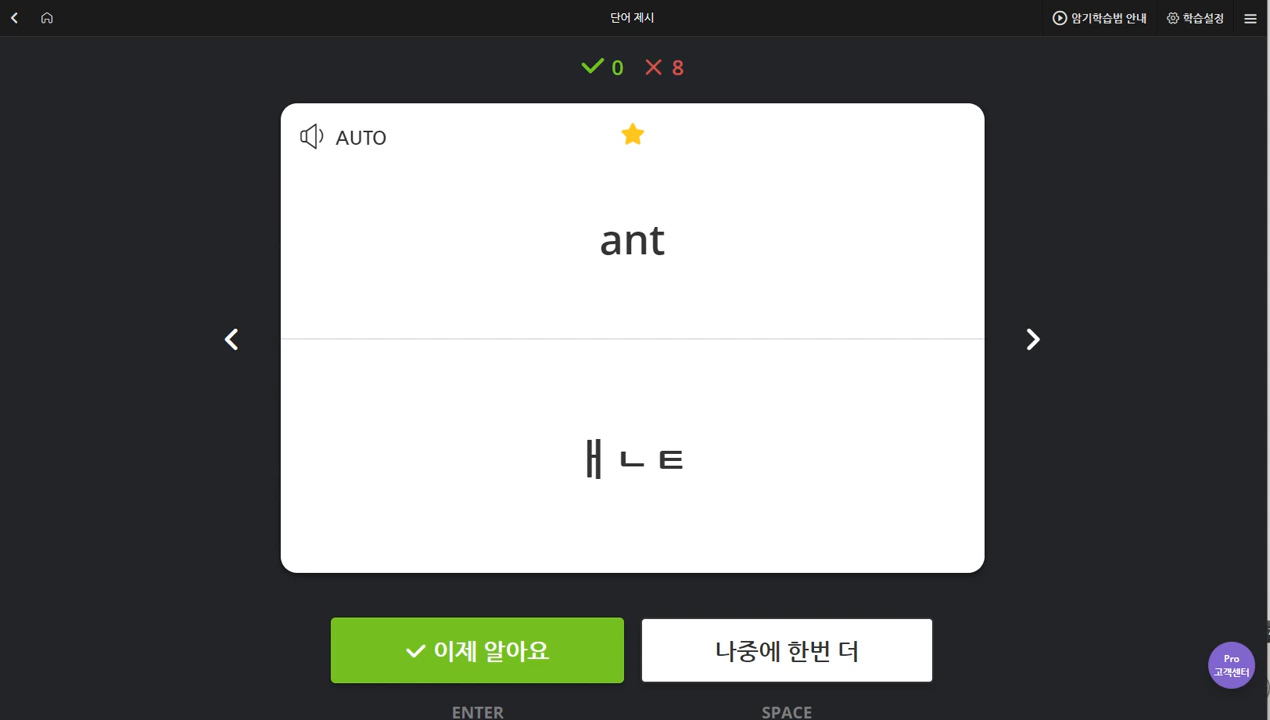 단어 제시
암기학습법 안내
학습설정
0
8
AUTO
ant
ㅐㄴㅌ
이제 알아요
나중에 한번 더
ENTER
SPACE
Pro
고객센터